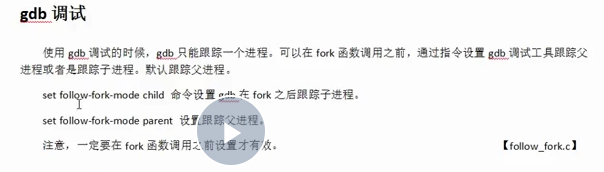 gdb 调试
使用 gdb 调试的时候，gdb 只能跟踪一个进程。可以在 fork 函数调用之前，通过指令设置 gdb 调试工具跟踪父
进程或者是跟踪子进程。默认跟踪父进程。
set follow-fork-mode child 命令设置 gdb 在 fork 之后跟踪子进程。
set follow-fork-mode parent 设置跟踪父进程。
注意，一定要在 fork 函数调用之前设置才有效。 【follow_fork.c】